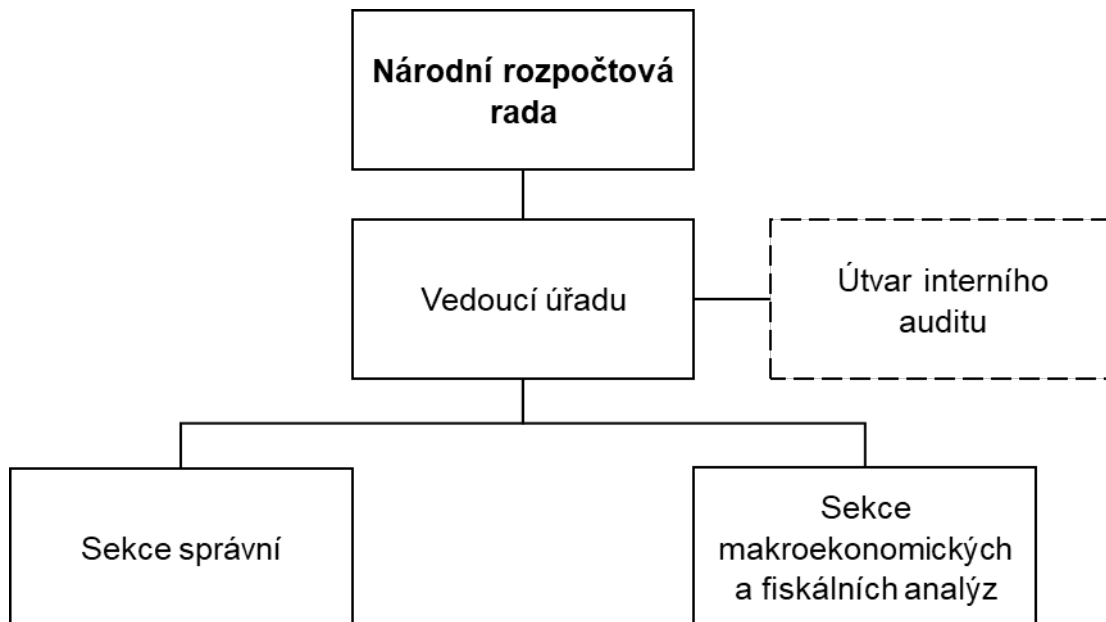 Národní rozpočtová
rada
Vedoucí úřadu
Útvar interního
auditu
Sekce správní
Sekce
makroekonomických
a fiskálních analýz